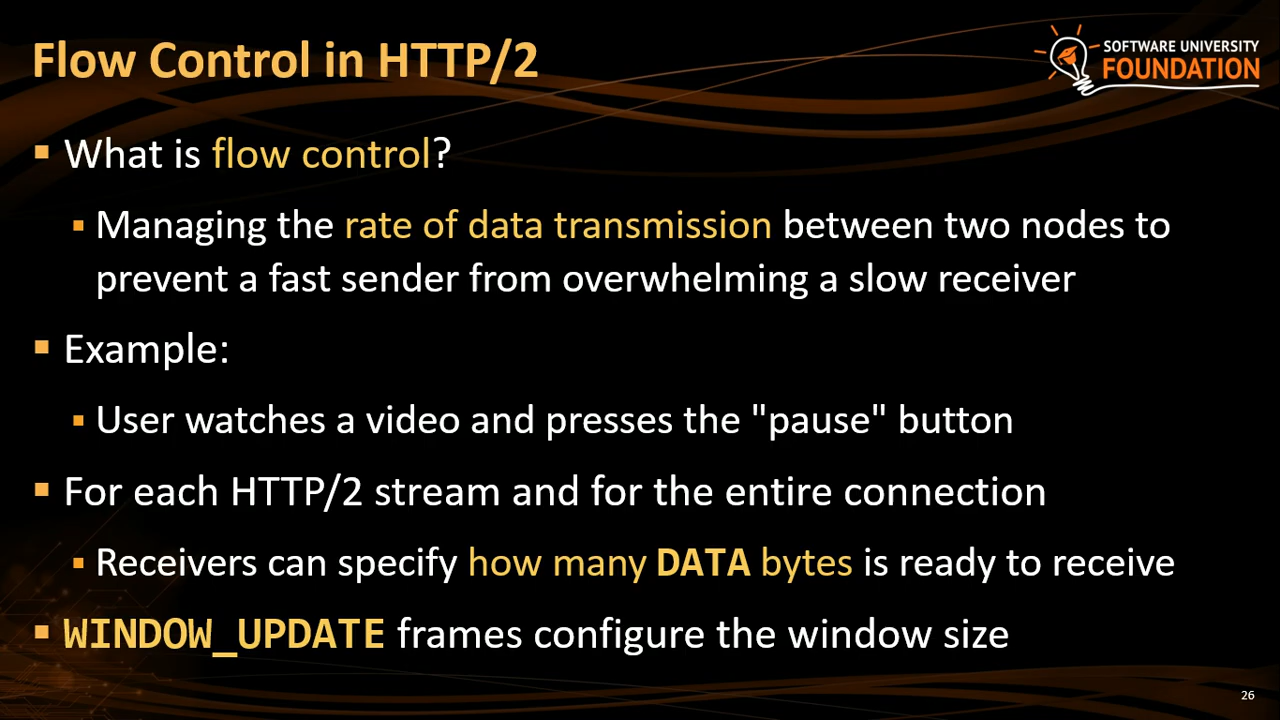 Flow Control in HTTP/2
SOFTWARE UNIVERSITY
FOUNDATION
What is flow control?
Managing the rate of data transmission between two nodes to
prevent a fast sender from overwhelming a slow receiver
Example:
User watches a video and presses the "pause" button
For each HTTP/2 stream and for the entire connection
Receivers can specify how many DATA bytes is ready to receive
WINDOW_UPDATE frames configure the window size
26